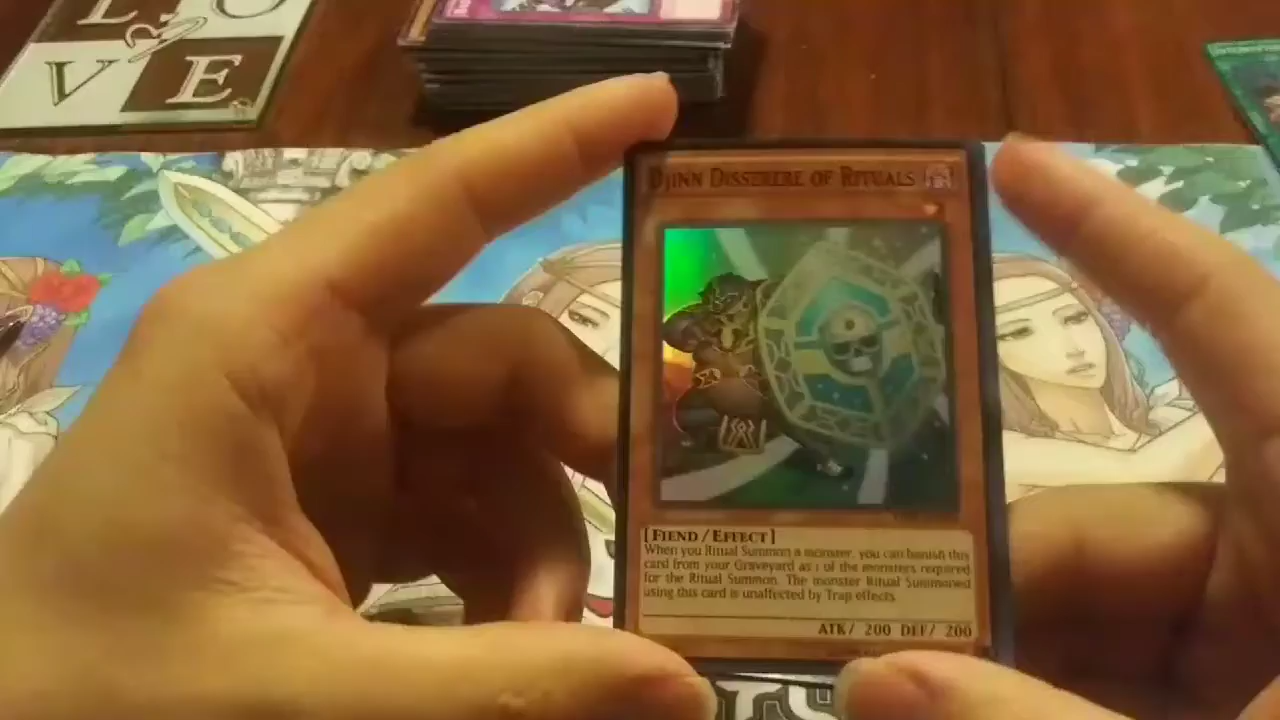 L O
V E
DJINN DISSERERE OF RITUALS
[FIEND / EFFECT]
When you Ritual Summon a monster, you can banish this
card from your Graveyard as 1 of the monsters required
for the Ritual Summon. The monster Ritual Summoned
using this card is unaffected by Trap effects.
ATK/ 200 DEF/ 200